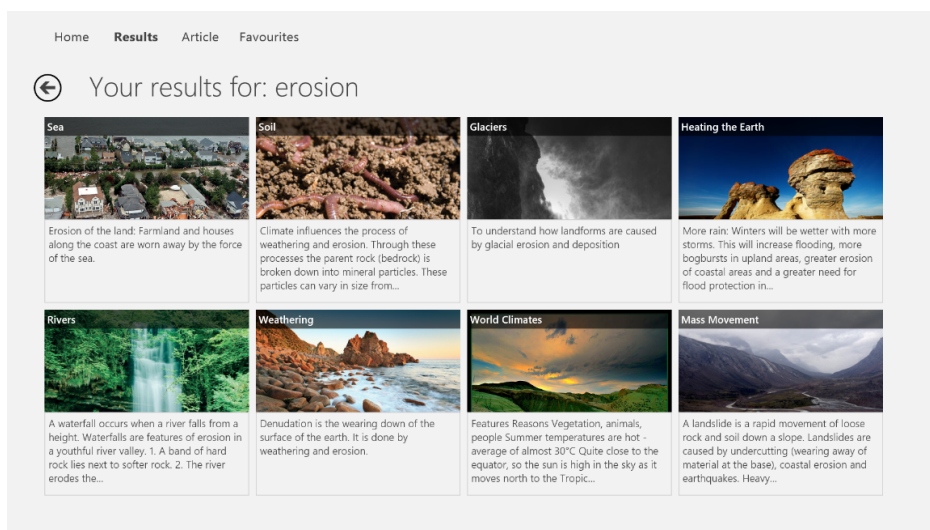 Home Results Article Favourites
Your results for: erosion
Sea
Erosion of the land: Farmland and houses
along the coast are worn away by the force
of the sea.
Soil
Climate influences the process of
weathering and erosion. Through these
processes the parent rock (bedrock) is
broken down into mineral particles. These
particles can vary in size from...
Glaciers
To understand how landforms are caused
by glacial erosion and deposition
Heating the Earth
More rain: Winters will be wetter with more
storms. This will increase flooding, more
bogbursts in upland areas, greater erosion
of coastal areas and a greater need for
flood protection in...
Rivers
A waterfall occurs when a river falls from a
height. Waterfalls are features of erosion in
a youthful river valley. 1. A band of hard
rock lies next to softer rock. 2. The river
erodes the...
Weathering
Denudation is the wearing down of the
surface of the earth. It is done by
weathering and erosion.
World Climates
Features Reasons Vegetation, animals,
people Summer temperatures are hot -
average of almost 30°C Quite close to the
equator, so the sun is high in the sky as it
moves north to the Tropic...
Mass Movement
A landslide is a rapid movement of loose
rock and soil down a slope. Landslides are
caused by undercutting (wearing away of
material at the base), coastal erosion and
earthquakes. Heavy...